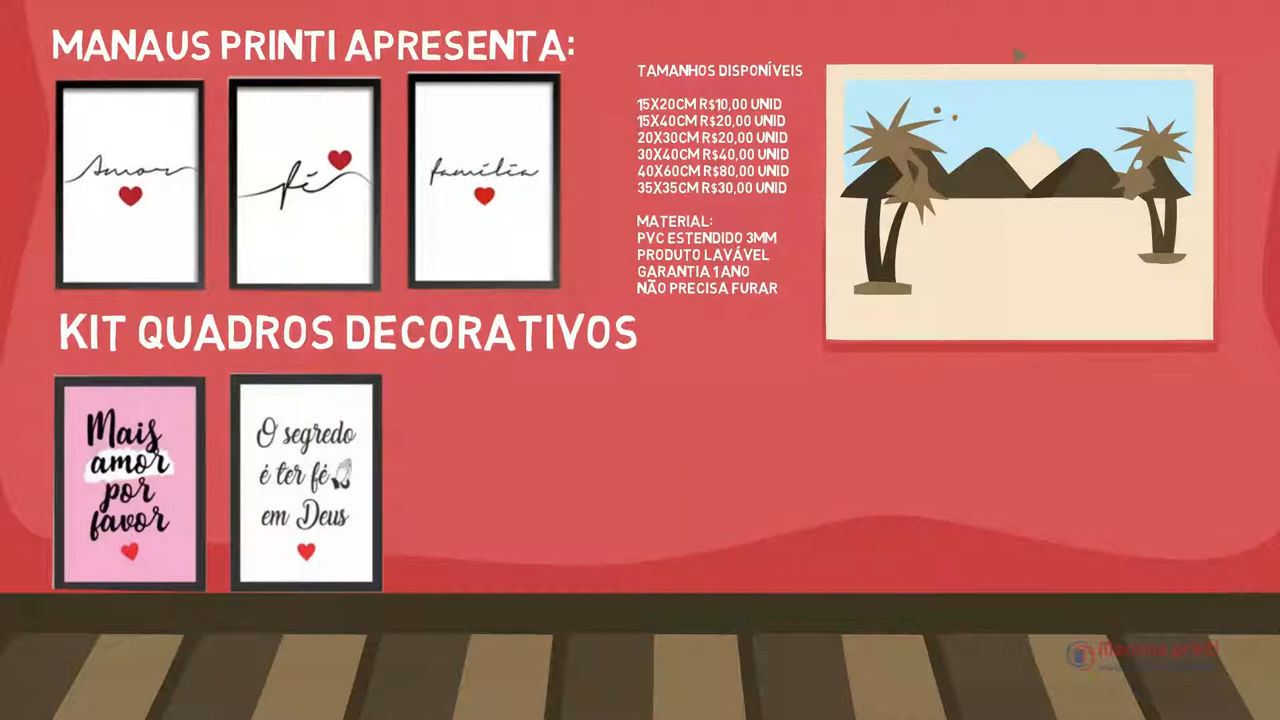 MANAUS PRINTI APRESENTA:
Amor
fé
família
TAMANHOS DISPONÍVEIS
15X20CM R$10,00 UNID
15X40CM R$20,00 UNID
20X30CM R$20,00 UNID
30X40CM R$40,00 UNID
40X60CM R$80,00 UNID
35X35CM R$30,00 UNID
MATERIAL:
PVC ESTENDIDO 3MM
PRODUTO LAVÁVEL
GARANTIA 1 ANO
NÃO PRECISA FURAR
KIT QUADROS DECORATIVOS
Mais
amor
por
favor
O segredo
é ter fé
em Deus
Manaus printi